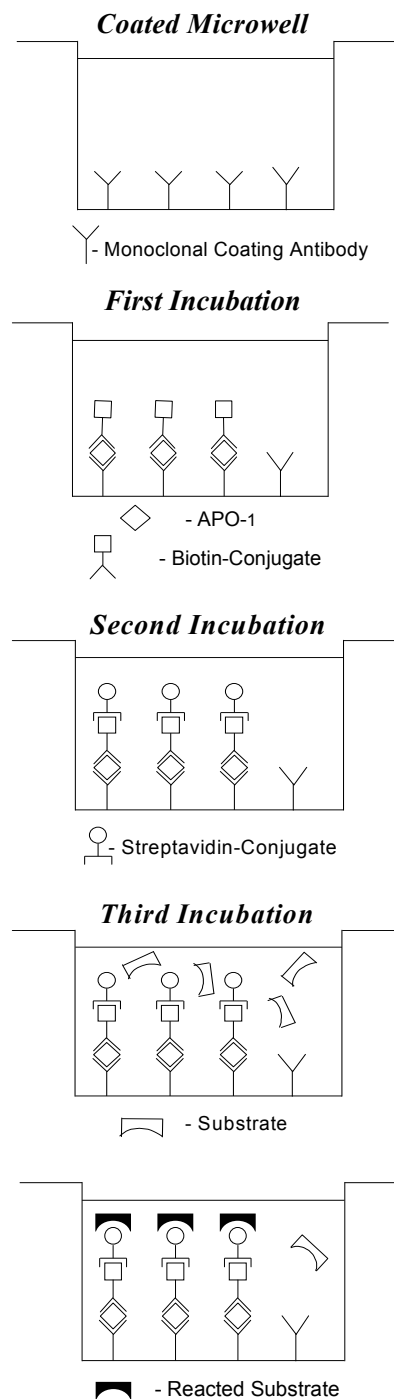 Coated Microwell
- Monoclonal Coating Antibody
First Incubation
- APO-1
- Biotin-Conjugate
Second Incubation
- Streptavidin-Conjugate
Third Incubation
- Substrate
- Reacted Substrate